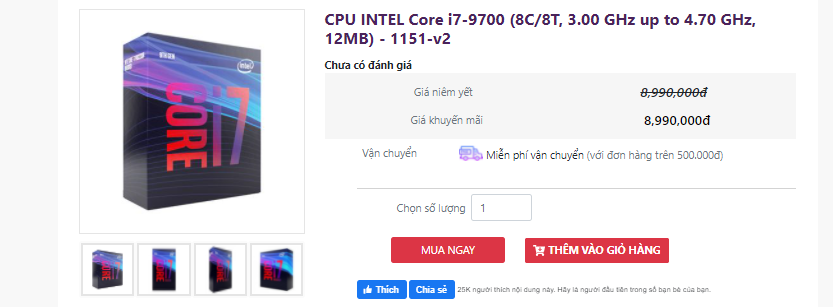 CPU INTEL Core i7-9700 (8C/8T, 3.00 GHz up to 4.70 GHz,
12MB) - 1151-v2
Chưa có đánh giá
Giá niêm yết 8,990,000đ
Giá khuyến mãi 8,990,000đ
Vận chuyển Miễn phí vận chuyển (với đơn hàng trên 500.000đ)
Chọn số lượng 1
MUA NGAY THÊM VÀO GIỎ HÀNG
Thích Chia sẻ 25K người thích nội dung này. Hãy là người đầu tiên trong số bạn bè của bạn.
intel
CORE i7